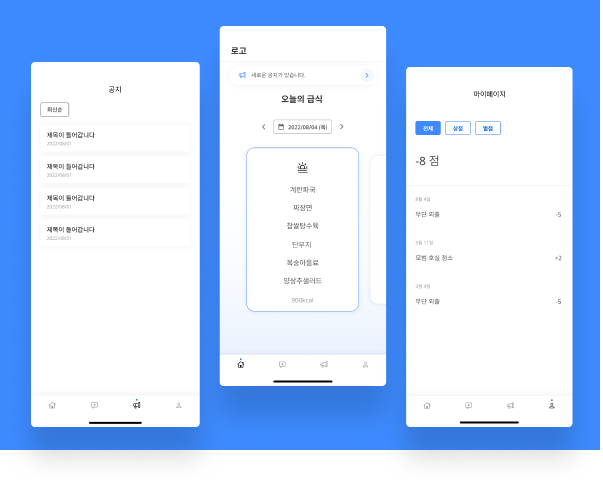 공지
최신순
제목이 들어갑니다
2022/08/01
제목이 들어갑니다
2022/08/01
제목이 들어갑니다
2022/08/01
제목이 들어갑니다
2022/08/01
로고
새로운 공지가 있습니다.
오늘의 급식
2022/08/04 (목)
계란파국
짜장면
찹쌀탕수육
단무지
복숭아음료
양상추샐러드
900kcal
마이페이지
전체
상점
벌점
-8 점
8월 4일
무단 외출
-5
5월 11일
모범 호실 청소
+2
3월 4일
무단 외출
-5